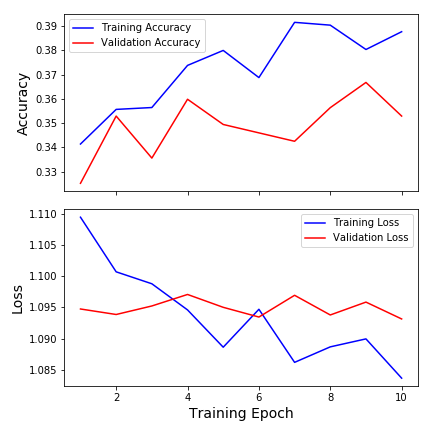 Training Accuracy
Validation Accuracy
0.39
0.38
0.37
0.36
0.35
0.34
0.33
Accuracy
Training Loss
Validation Loss
1.110
1.105
1.100
1.095
1.090
1.085
Loss
2 4 6 8 10
Training Epoch